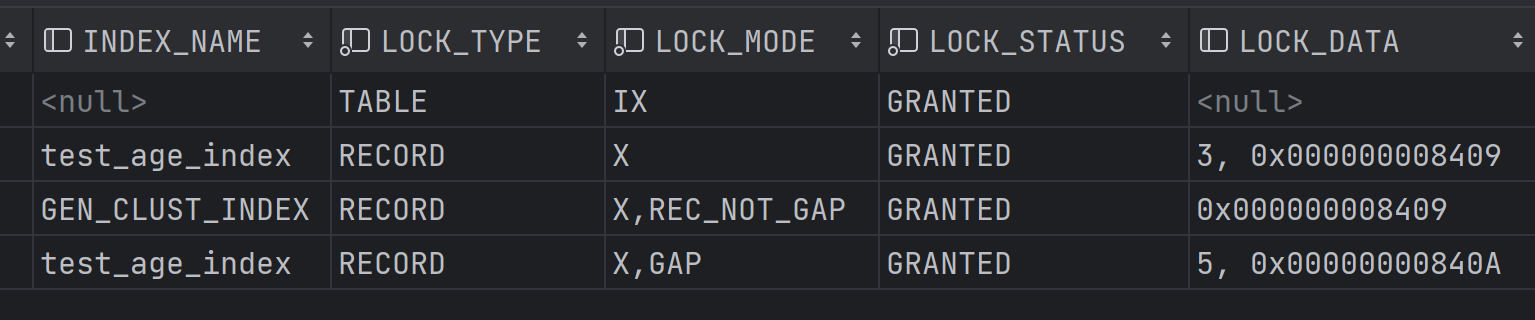 INDEX_NAME LOCK_TYPE LOCK_MODE LOCK_STATUS LOCK_DATA
<null> TABLE IX GRANTED <null>
test_age_index RECORD X GRANTED 3, 0x000000008409
GEN_CLUST_INDEX RECORD X,REC_NOT_GAP GRANTED 0x000000008409
test_age_index RECORD X,GAP GRANTED 5, 0x00000000840A